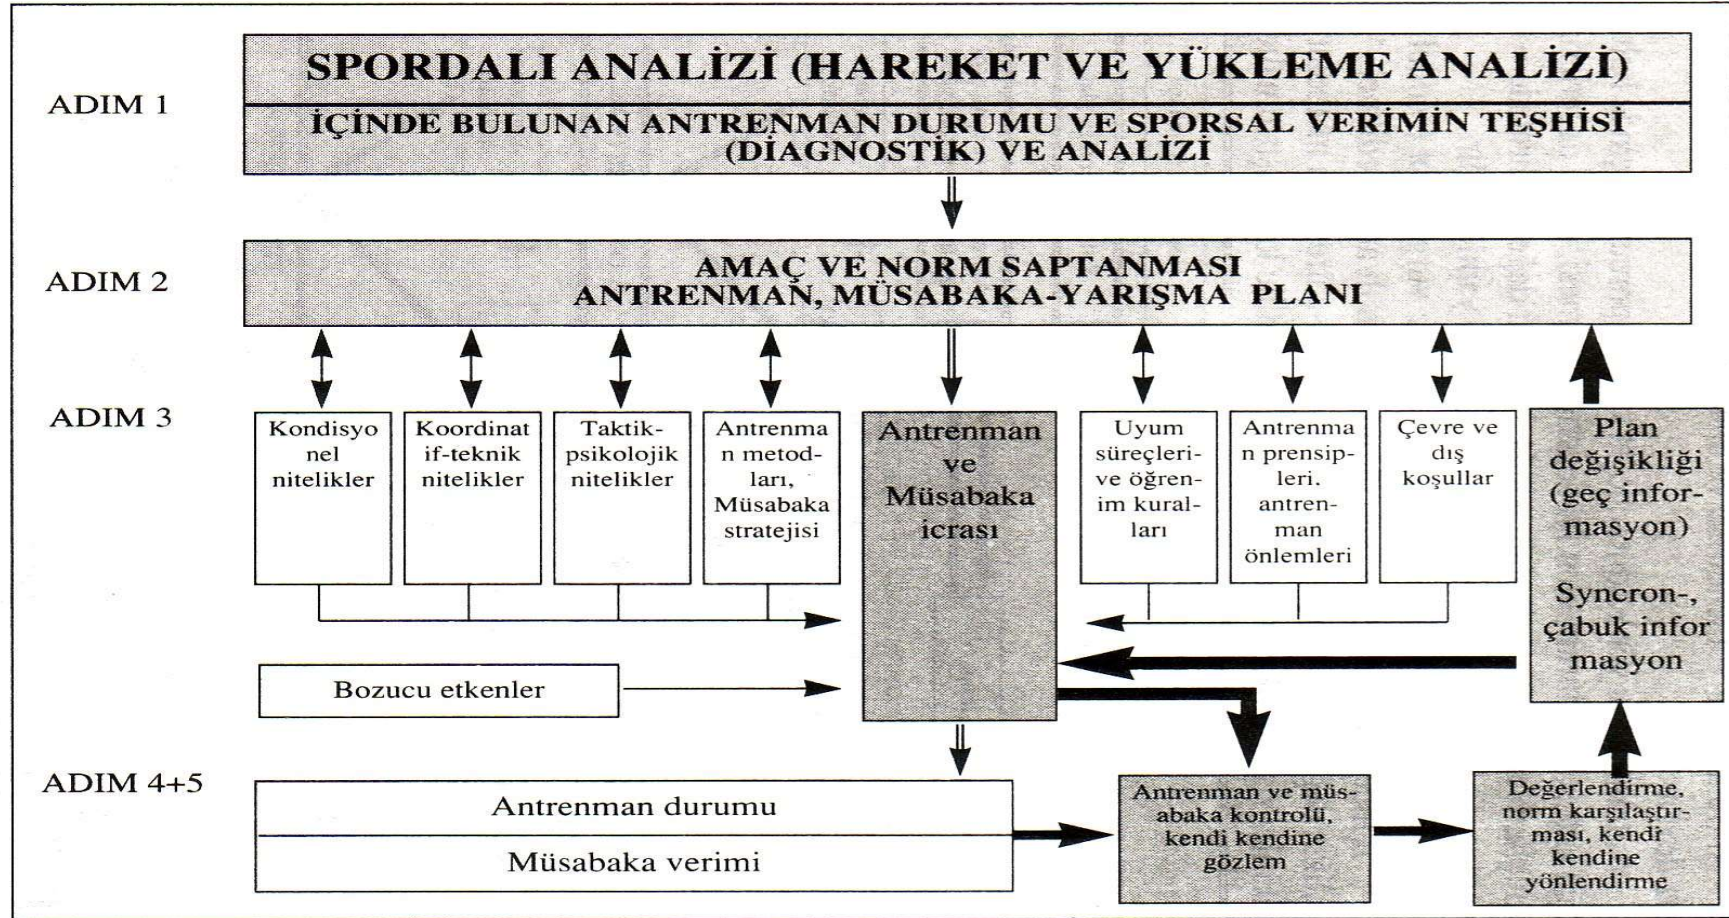 ADIM 1
SPORDALI ANALİZİ (HAREKET VE YÜKLEME ANALİZİ)
İÇİNDE BULUNAN ANTRENMAN DURUMU VE SPORSAL VERİMİN TEŞHİSİ
(DİAGNOSTİK) VE ANALİZİ
ADIM 2
AMAÇ VE NORM SAPTANMASI
ANTRENMAN, MÜSABAKA-YARIŞMA PLANI
ADIM 3
Kondisyo
nel
nitelikler
Koordinat
if-teknik
nitelikler
Taktik-
psikolojik
nitelikler
Antrenma
n metod-
ları,
Müsabaka
stratejisi
Antrenman
ve
Müsabaka
icrası
Uyum
süreçleri-
ve öğren-
im kural-
ları
Antrenma
n prensip-
leri.
antren-
man
önlemleri
Çevre ve
dış
koşullar
Plan
değişikliği
(geç infor-
masyon)
Syncron-,
çabuk infor
masyon
Bozucu etkenler
ADIM 4+5
Antrenman durumu
Müsabaka verimi
Antrenman ve müs-
abaka kontrolü,
kendi kendine
gözlem
Değerlendirme,
norm karşılaştır-
ması, kendi
kendine
yönlendirme